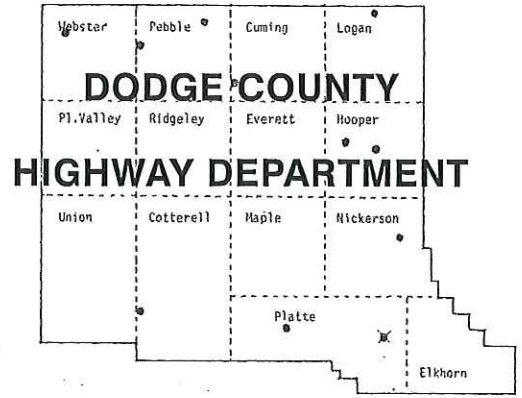 Webster Pebble Cuming Logan
DODGE COUNTY
Pl.Valley Ridgeley Everett Hooper
HIGHWAY DEPARTMENT
Union Cotterell Maple Nickerson
Platte
Elkhorn